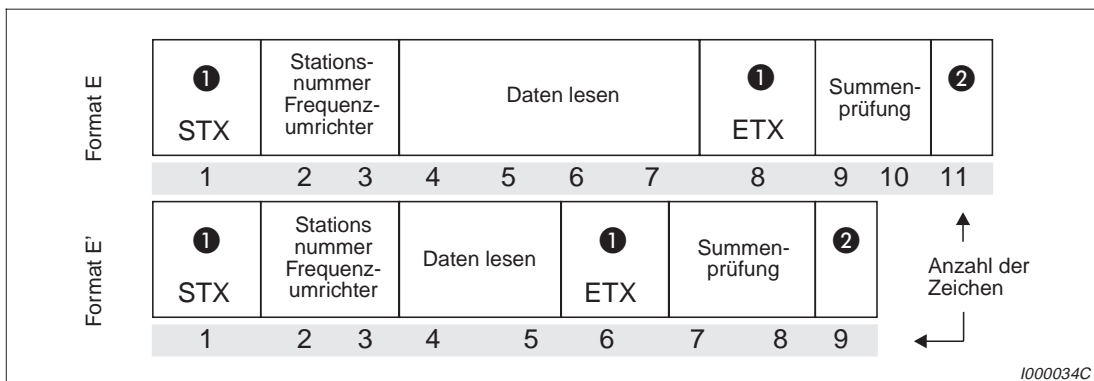 Format E
❶
STX
Stations-
nummer
Frequenz-
umrichter
Daten lesen
❶
ETX
Summen-
prüfung
❷
1 2 3 4 5 6 7 8 9 10 11
Format E’
❶
STX
Stations
nummer
Frequenz-
umrichter
Daten lesen
❶
ETX
Summen-
prüfung
❷
1 2 3 4 5 6 7 8 9
Anzahl der
Zeichen
I000034C